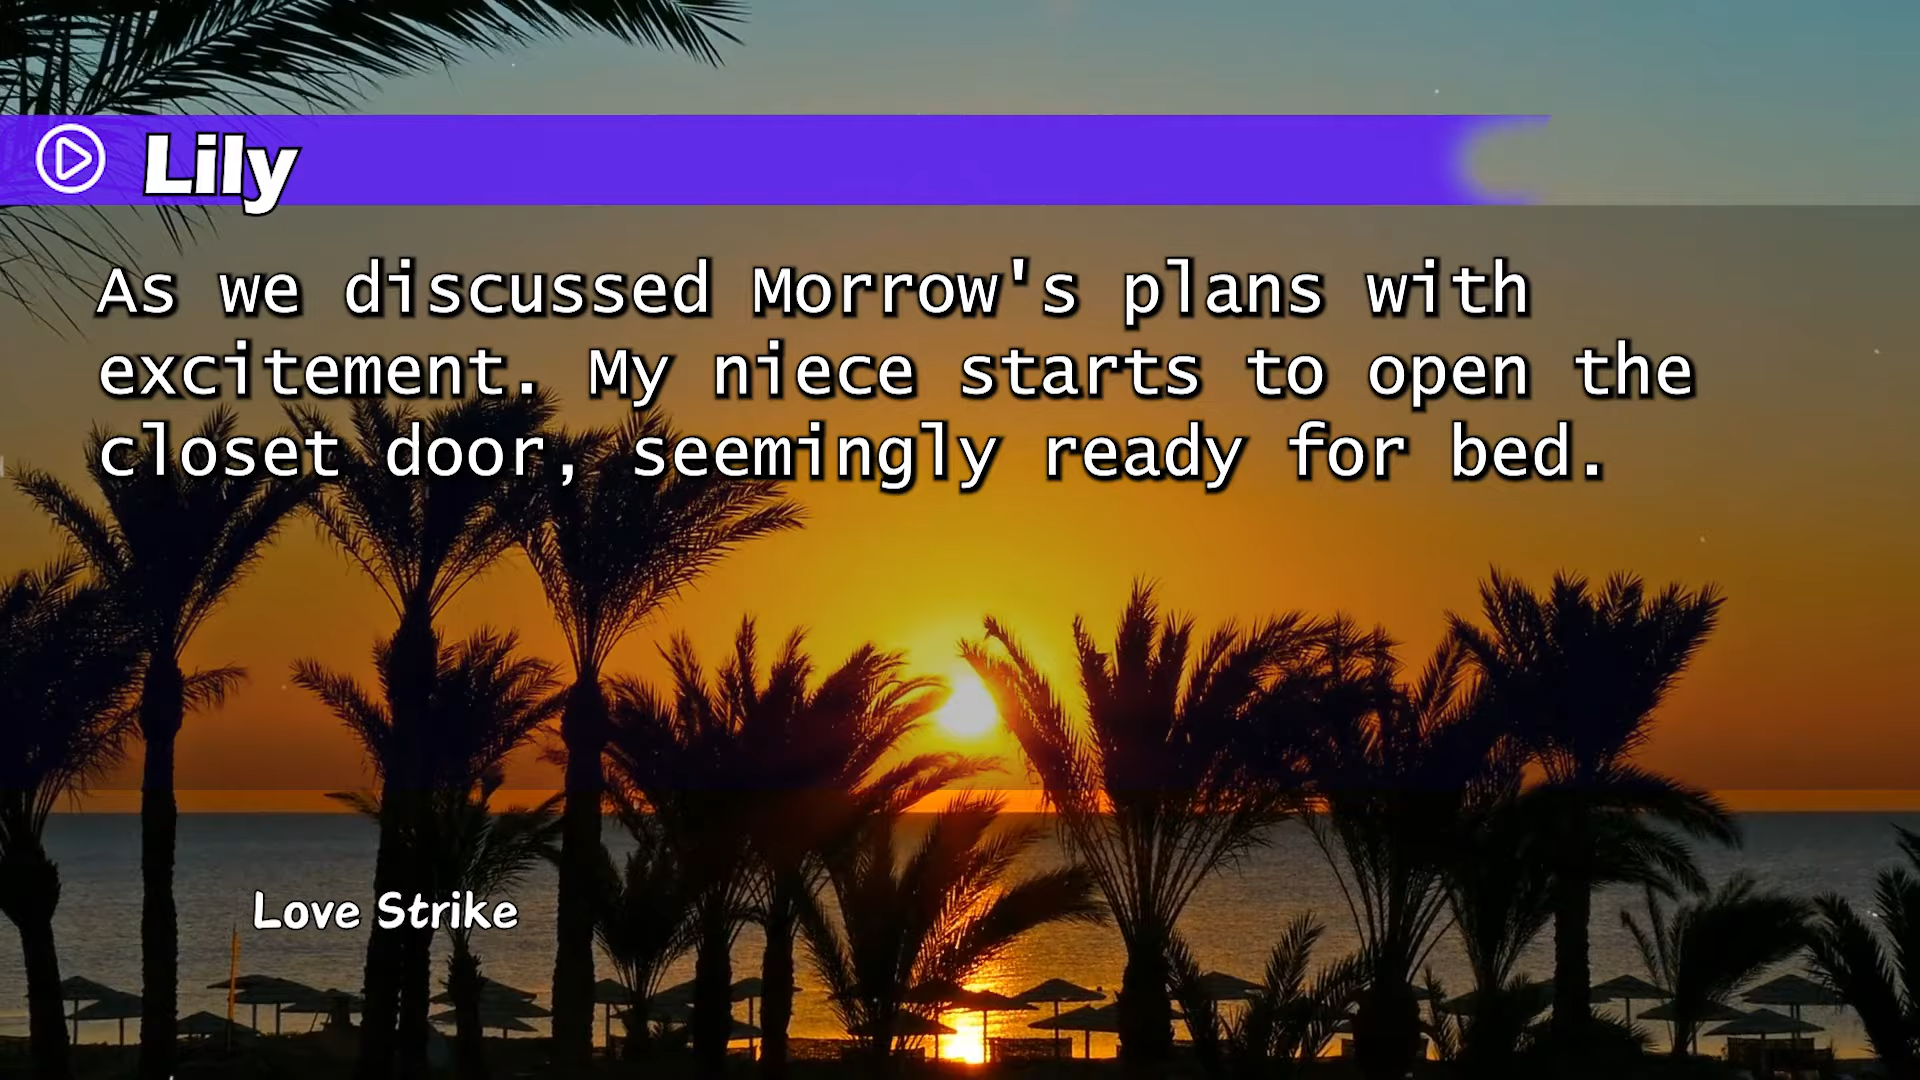 Lily
As we discussed Morrow's plans with
excitement. My niece starts to open the
closet door, seemingly ready for bed.
Love Strike